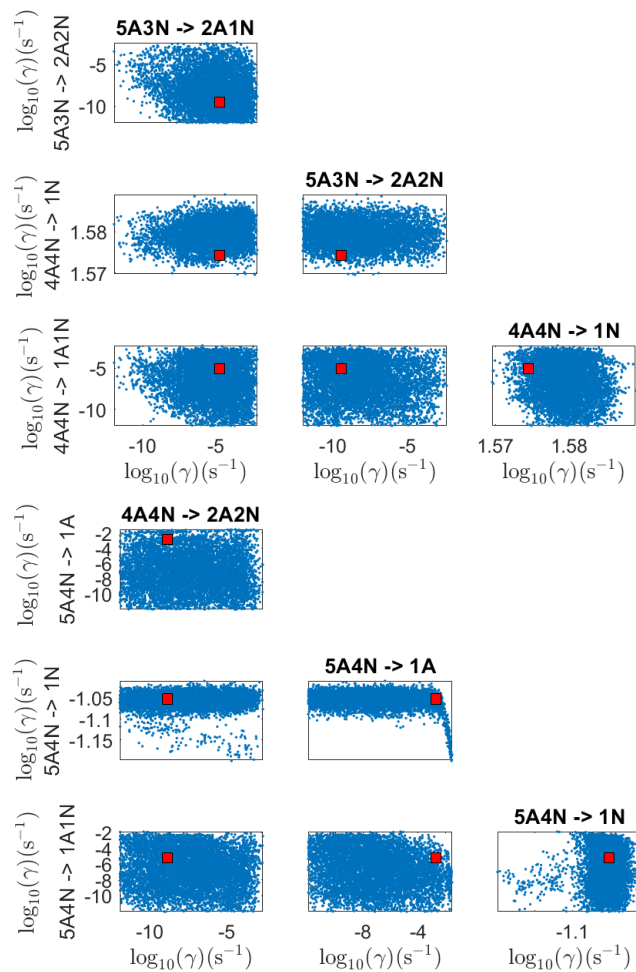 5A3N -> 2A1N
log₁₀(γ)(s⁻¹)
5A3N -> 2A2N
-5
-10
5A3N -> 2A2N
log₁₀(γ)(s⁻¹)
4A4N -> 1N
1.58
1.57
4A4N -> 1N
log₁₀(γ)(s⁻¹)
4A4N -> 1A1N
-5
-10
-10 -5
-10 -5
1.57 1.58
log₁₀(γ)(s⁻¹)
log₁₀(γ)(s⁻¹)
log₁₀(γ)(s⁻¹)
4A4N -> 2A2N
log₁₀(γ)(s⁻¹)
5A4N -> 1A
-2
-4
-6
-8
-10
5A4N -> 1A
log₁₀(γ)(s⁻¹)
5A4N -> 1N
-1.05
-1.1
-1.15
5A4N -> 1N
log₁₀(γ)(s⁻¹)
5A4N -> 1A1N
-2
-4
-6
-8
-10
-10 -5
-8 -4
-1.1
log₁₀(γ)(s⁻¹)
log₁₀(γ)(s⁻¹)
log₁₀(γ)(s⁻¹)